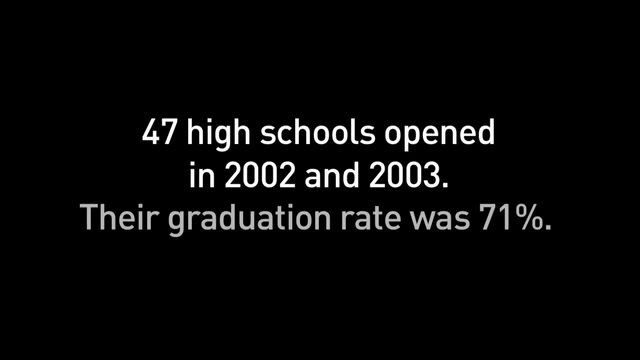 47 high schools opened
in 2002 and 2003.
Their graduation rate was 71%.